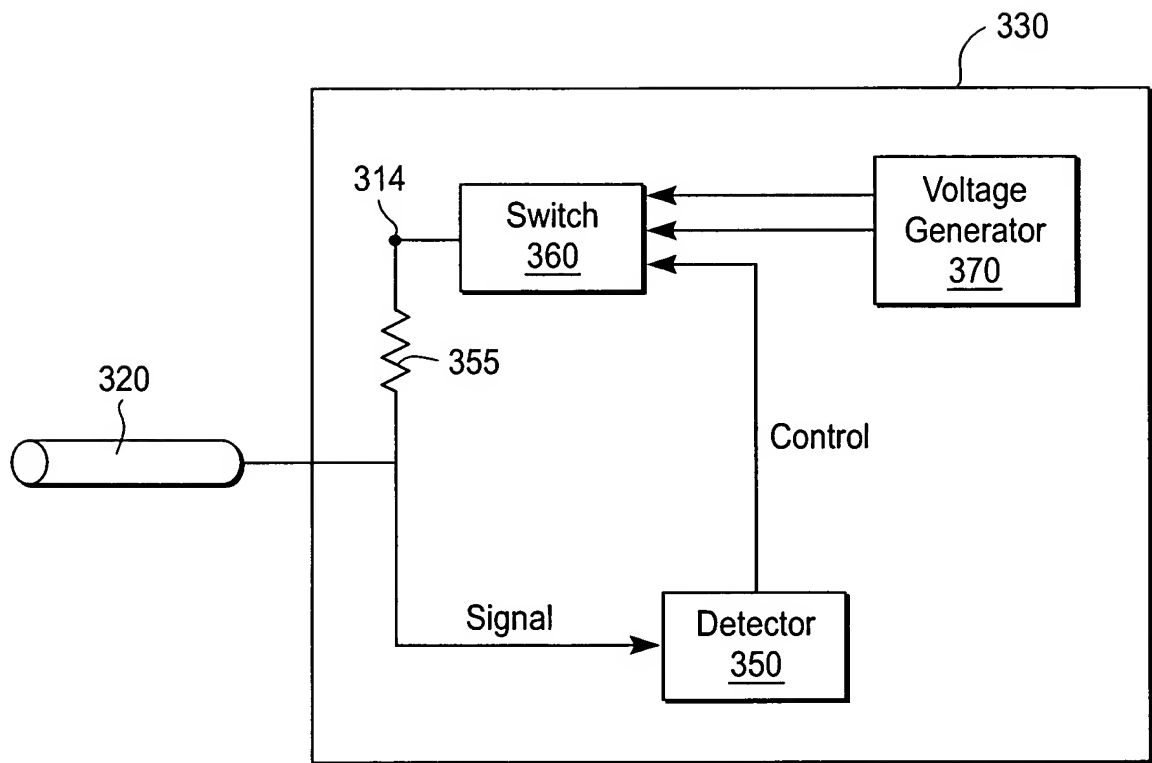 330
314
Switch
360
Voltage
Generator
370
355
320
Control
Signal
Detector
350